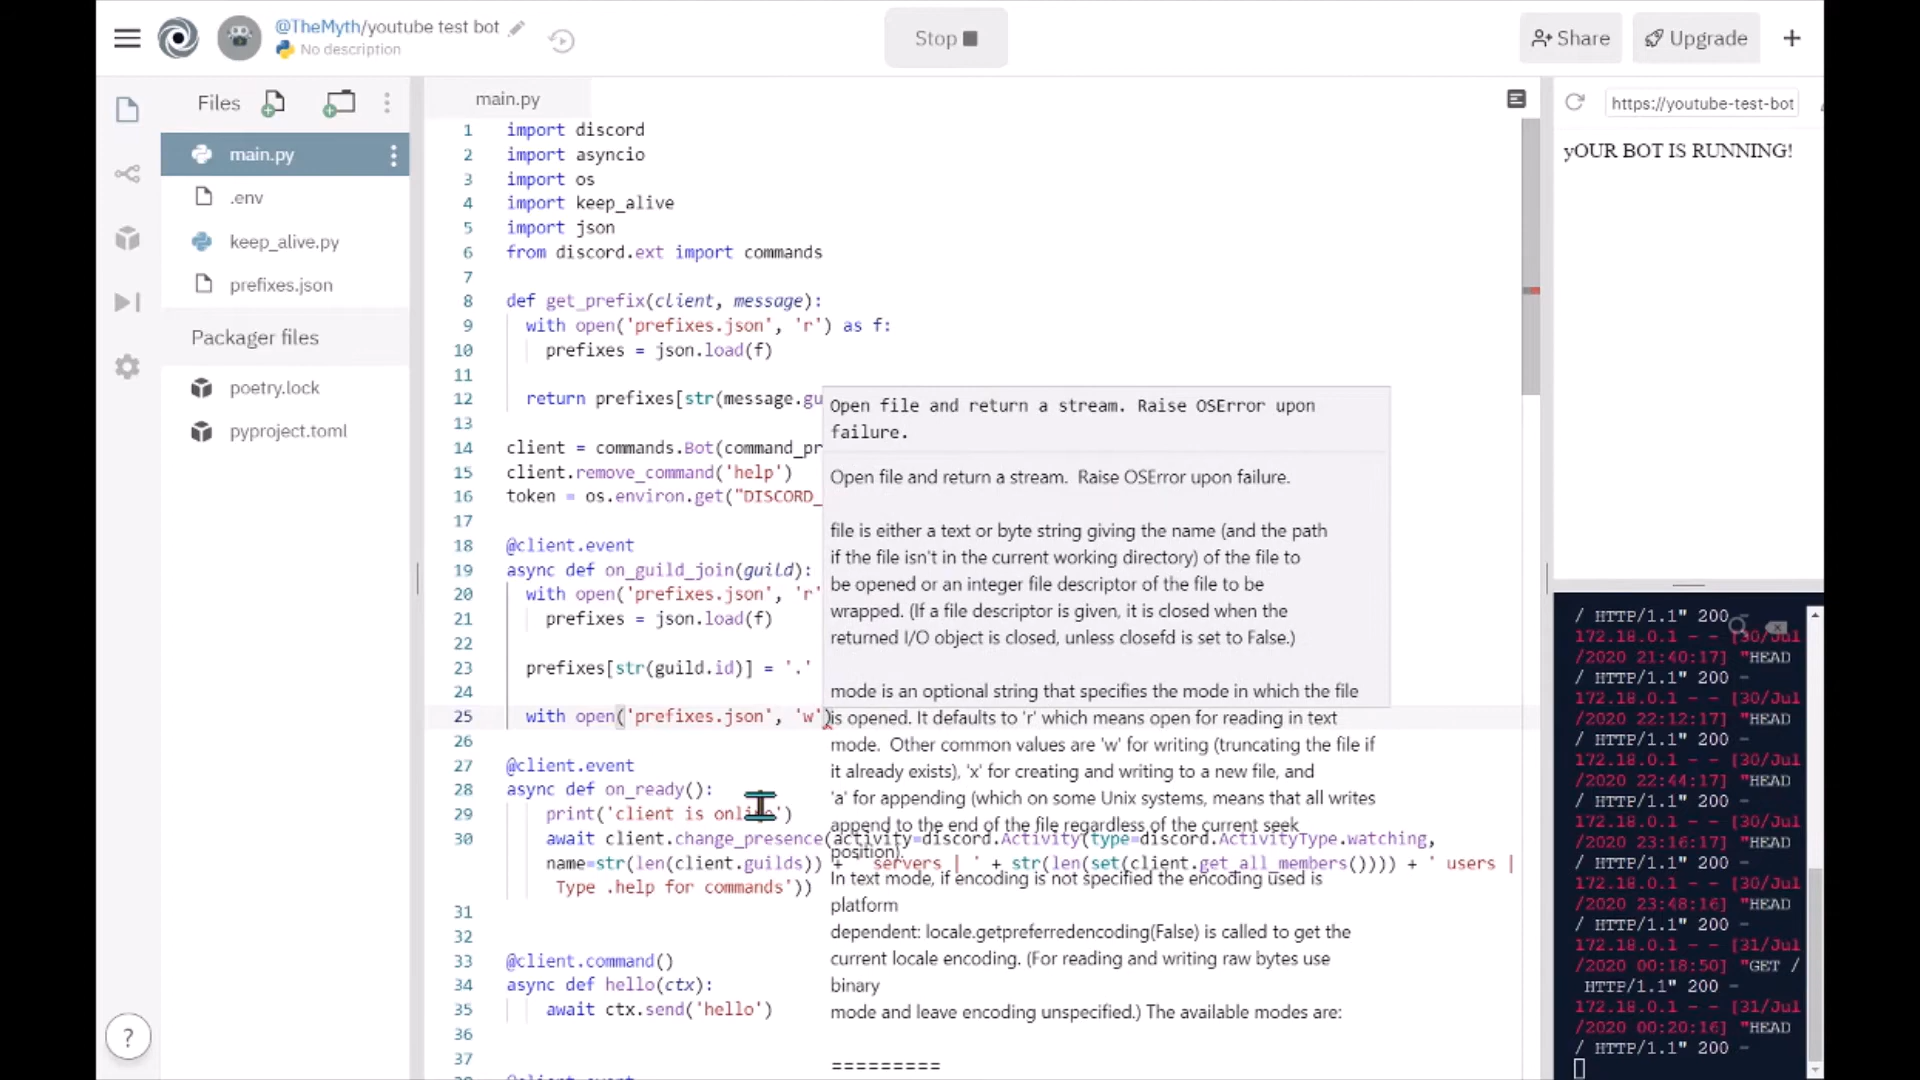 @TheMyth/youtube test bot
No description
Stop
Share
Upgrade
Files
main.py
.env
keep_alive.py
prefixes.json
Packager files
poetry.lock
pyproject.toml
?
main.py
1 import discord
2 import asyncio
3 import os
4 import keep_alive
5 import json
6 from discord.ext import commands
7
8 def get_prefix(client, message):
9 with open('prefixes.json', 'r') as f:
10 prefixes = json.load(f)
11
12 return prefixes[str(message.gu
13
14 client = commands.Bot(command_pr
15 client.remove_command('help')
16 token = os.environ.get("DISCORD_
17
18 @client.event
19 async def on_guild_join(guild):
20 with open('prefixes.json', 'r'
21 prefixes = json.load(f)
22
23 prefixes[str(guild.id)] = '.'
24
25 with open('prefixes.json', 'w')
26
27 @client.event
28 async def on_ready():
29 print('client is online')
30 await client.change_presence(activity=discord.Activity(type=discord.ActivityType.watching,
name=str(len(client.guilds)) + ' servers | ' + str(len(set(client.get_all_members()))) + ' users |
Type .help for commands'))
31
32
33 @client.command()
34 async def hello(ctx):
35 await ctx.send('hello')
36
37
Open file and return a stream. Raise OSError upon
failure.
Open file and return a stream. Raise OSError upon failure.
file is either a text or byte string giving the name (and the path
if the file isn't in the current working directory) of the file to
be opened or an integer file descriptor of the file to be
wrapped. (If a file descriptor is given, it is closed when the
returned I/O object is closed, unless closefd is set to False.)
mode is an optional string that specifies the mode in which the file
is opened. It defaults to 'r' which means open for reading in text
mode. Other common values are 'w' for writing (truncating the file if
it already exists), 'x' for creating and writing to a new file, and
'a' for appending (which on some Unix systems, means that all writes
append to the end of the file regardless of the current seek
position).
In text mode, if encoding is not specified the encoding used is
platform
dependent: locale.getpreferredencoding(False) is called to get the
current locale encoding. (For reading and writing raw bytes use
binary
mode and leave encoding unspecified.) The available modes are:
=========
https://youtube-test-bot
yOUR BOT IS RUNNING!
/ HTTP/1.1" 200 -
172.18.0.1 - - [30/Jul
/2020 21:40:17] "HEAD
/ HTTP/1.1" 200 -
172.18.0.1 - - [30/Jul
/2020 22:12:17] "HEAD
/ HTTP/1.1" 200 -
172.18.0.1 - - [30/Jul
/2020 22:44:17] "HEAD
/ HTTP/1.1" 200 -
172.18.0.1 - - [30/Jul
/2020 23:16:17] "HEAD
/ HTTP/1.1" 200 -
172.18.0.1 - - [30/Jul
/2020 23:48:16] "HEAD
/ HTTP/1.1" 200 -
172.18.0.1 - - [31/Jul
/2020 00:18:50] "GET /
HTTP/1.1" 200 -
172.18.0.1 - - [31/Jul
/2020 00:20:16] "HEAD
/ HTTP/1.1" 200 -